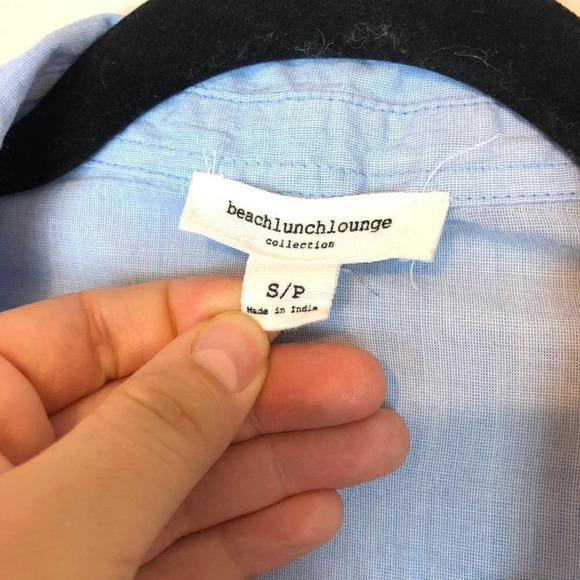 beachlunchlounge
collection
S/P
Made in India